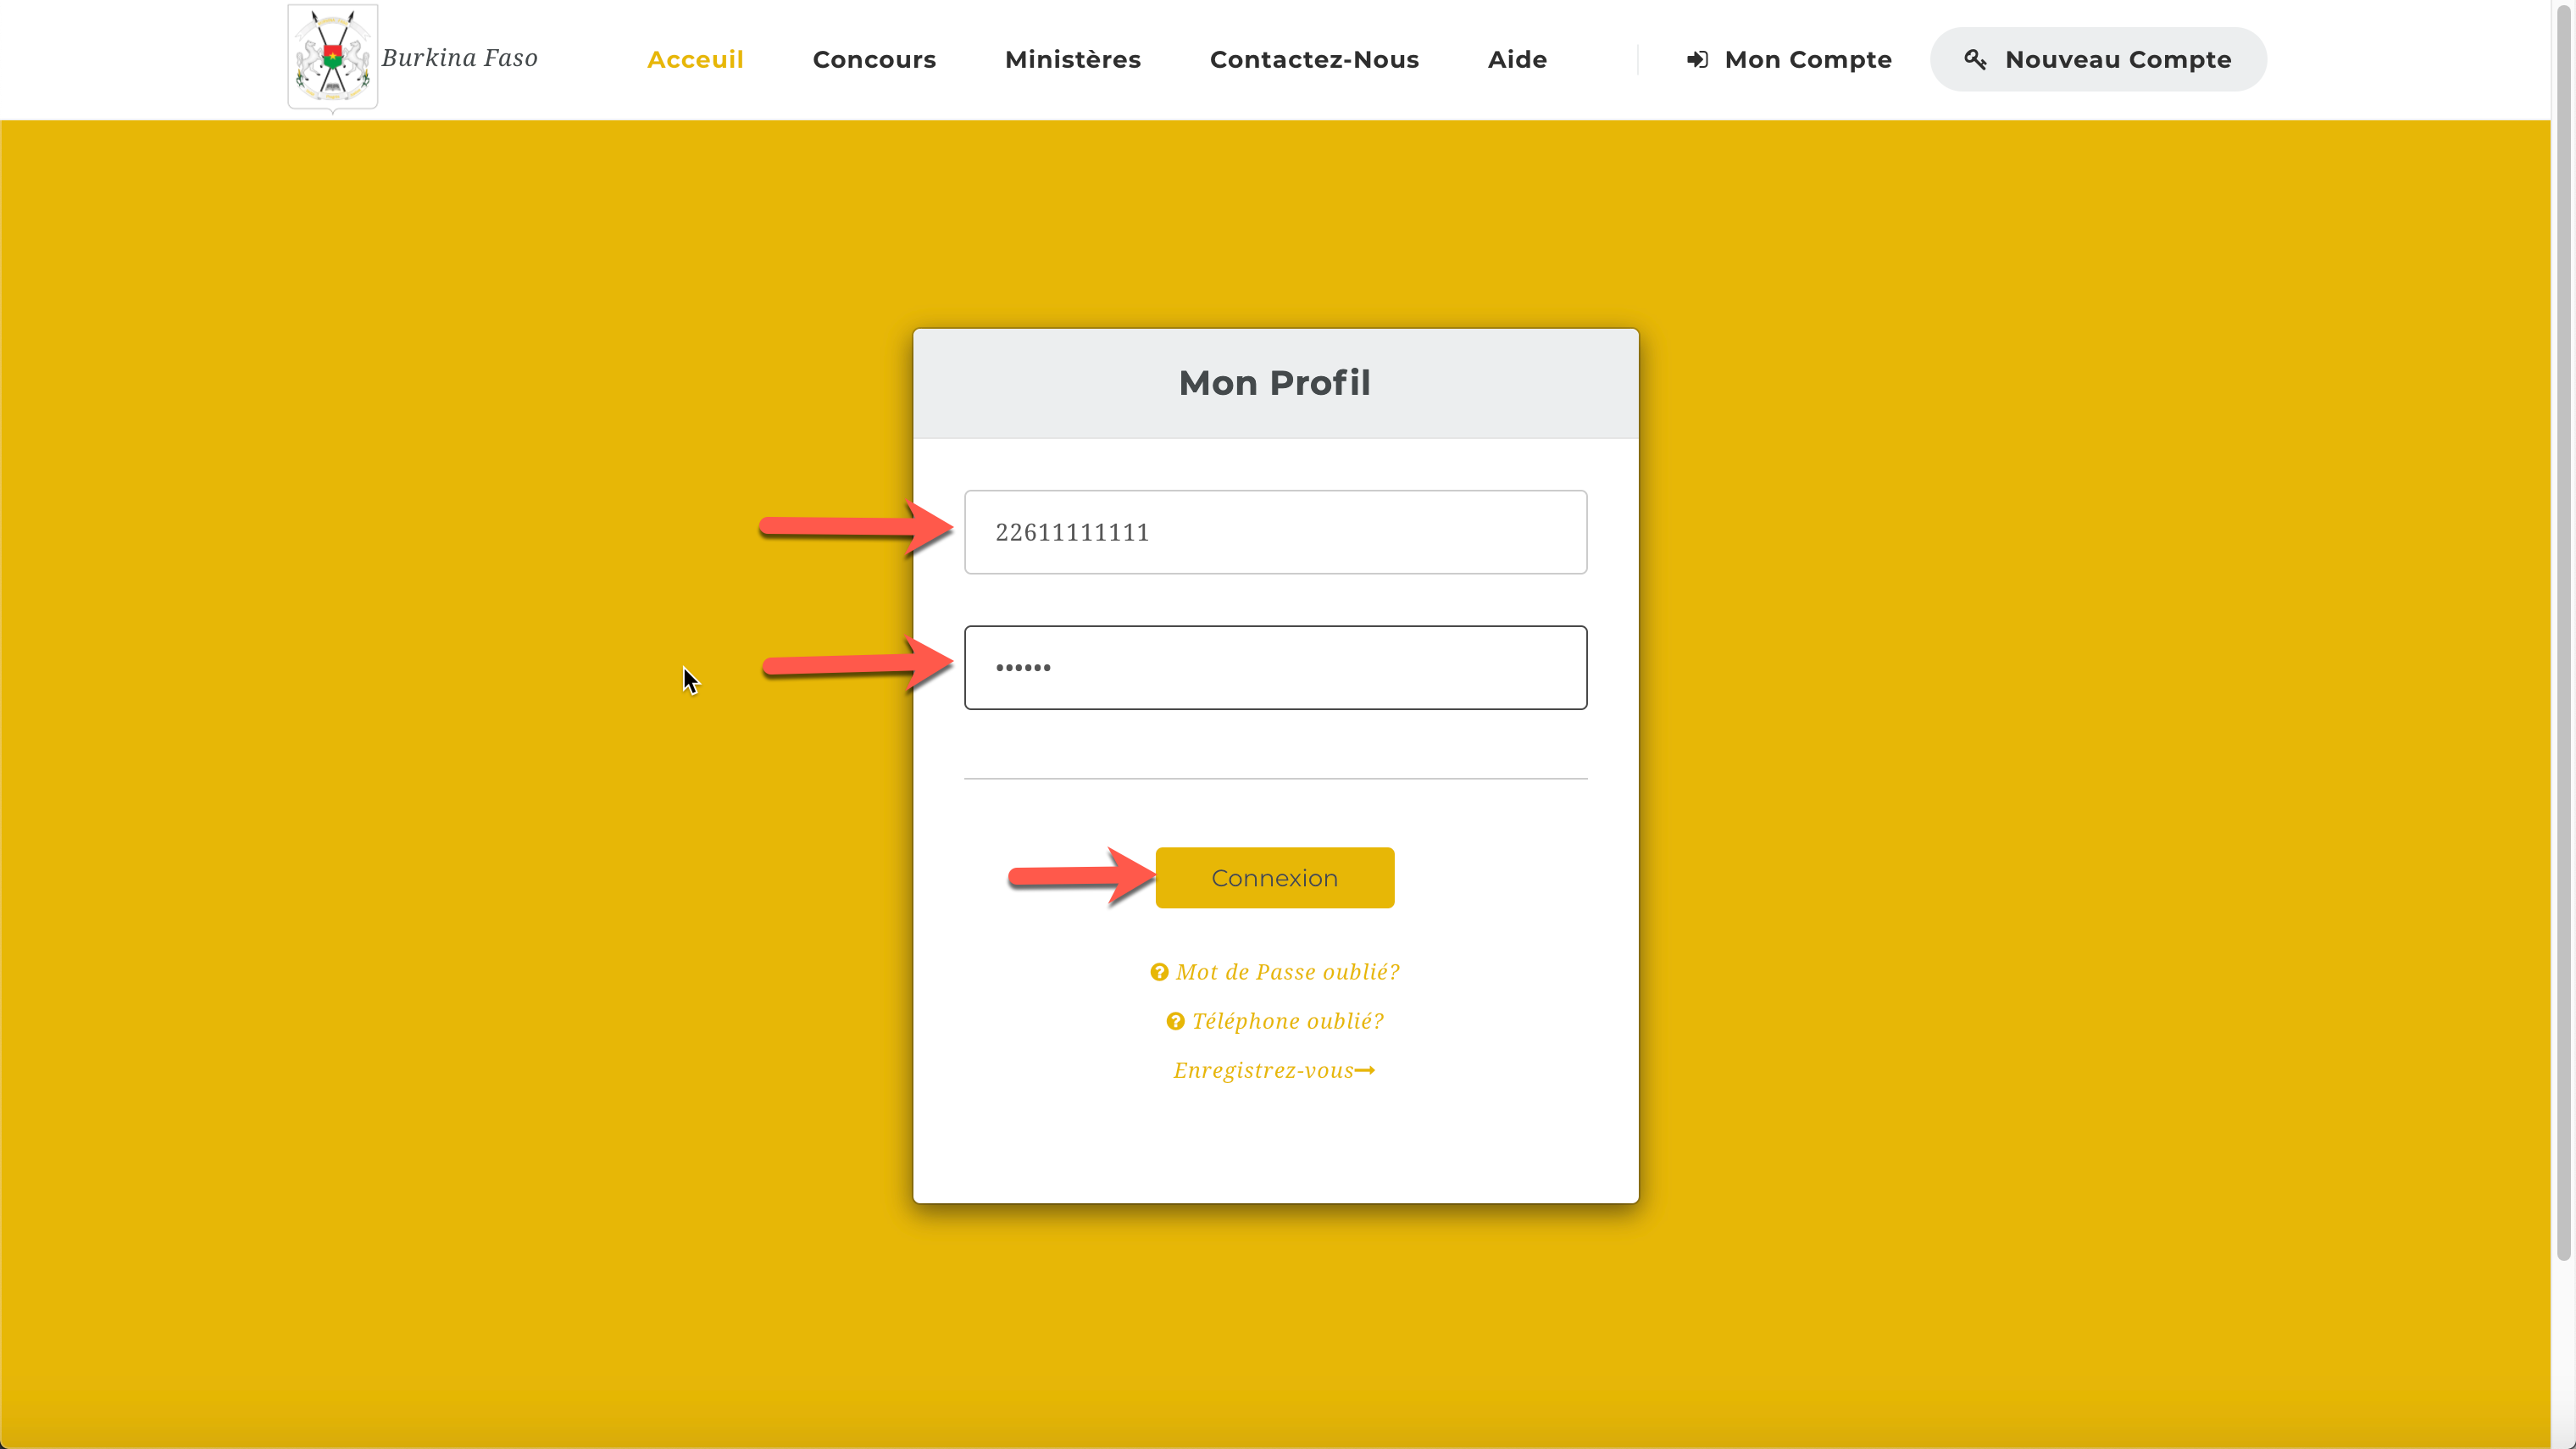 Burkina Faso
Acceuil
Concours
Ministères
Contactez-Nous
Aide
Mon Compte
Nouveau Compte
Mon Profil
22611111111
••••••
Connexion
Mot de Passe oublié?
Téléphone oublié?
Enregistrez-vous